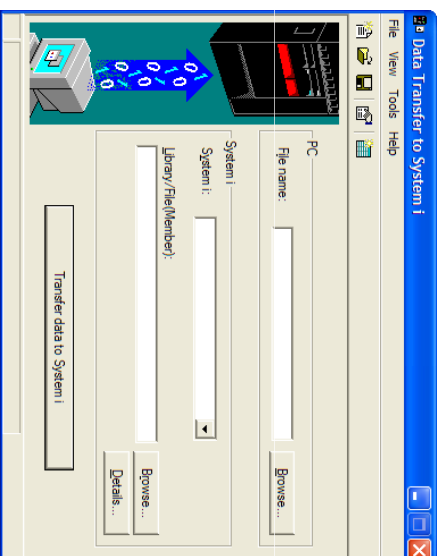 Data Transfer to System i
File View Tools Help
PC
File name:
Browse...
System i
System i:
Library/File(Member):
Browse...
Details...
Transfer data to System i